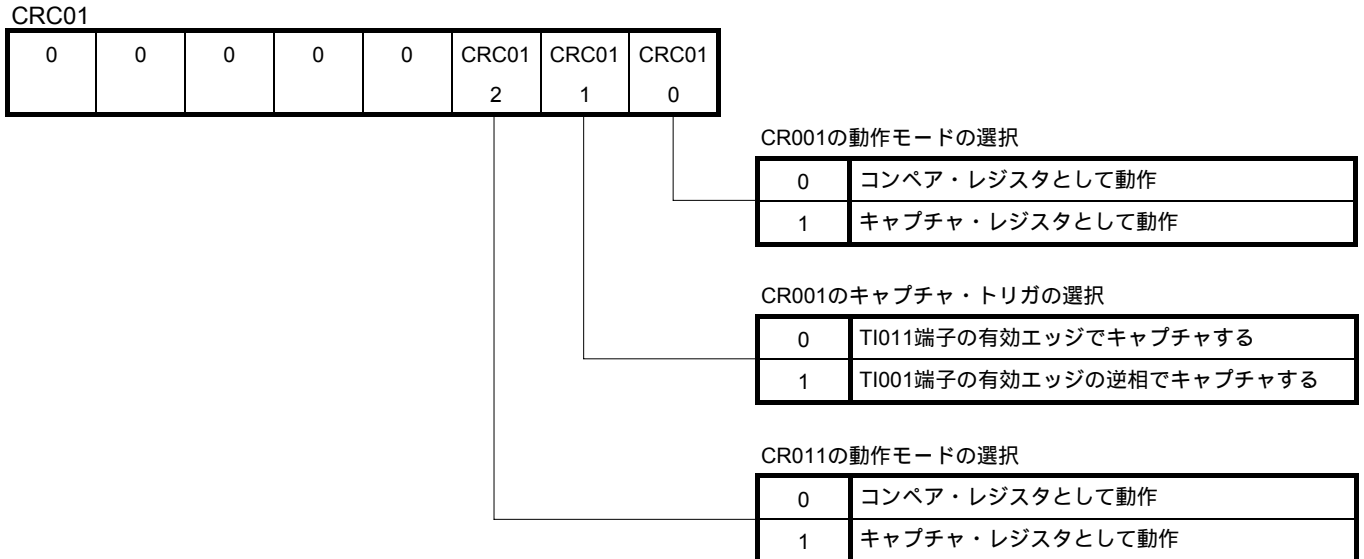 CRC01
0 0 0 0 0 CRC01 CRC01 CRC01
2 1 0
CR001の動作モードの選択
0 コンペア・レジスタとして動作
1 キャプチャ・レジスタとして動作
CR001のキャプチャ・トリガの選択
0 TI011端子の有効エッジでキャプチャする
1 TI001端子の有効エッジの逆相でキャプチャする
CR011の動作モードの選択
0 コンペア・レジスタとして動作
1 キャプチャ・レジスタとして動作